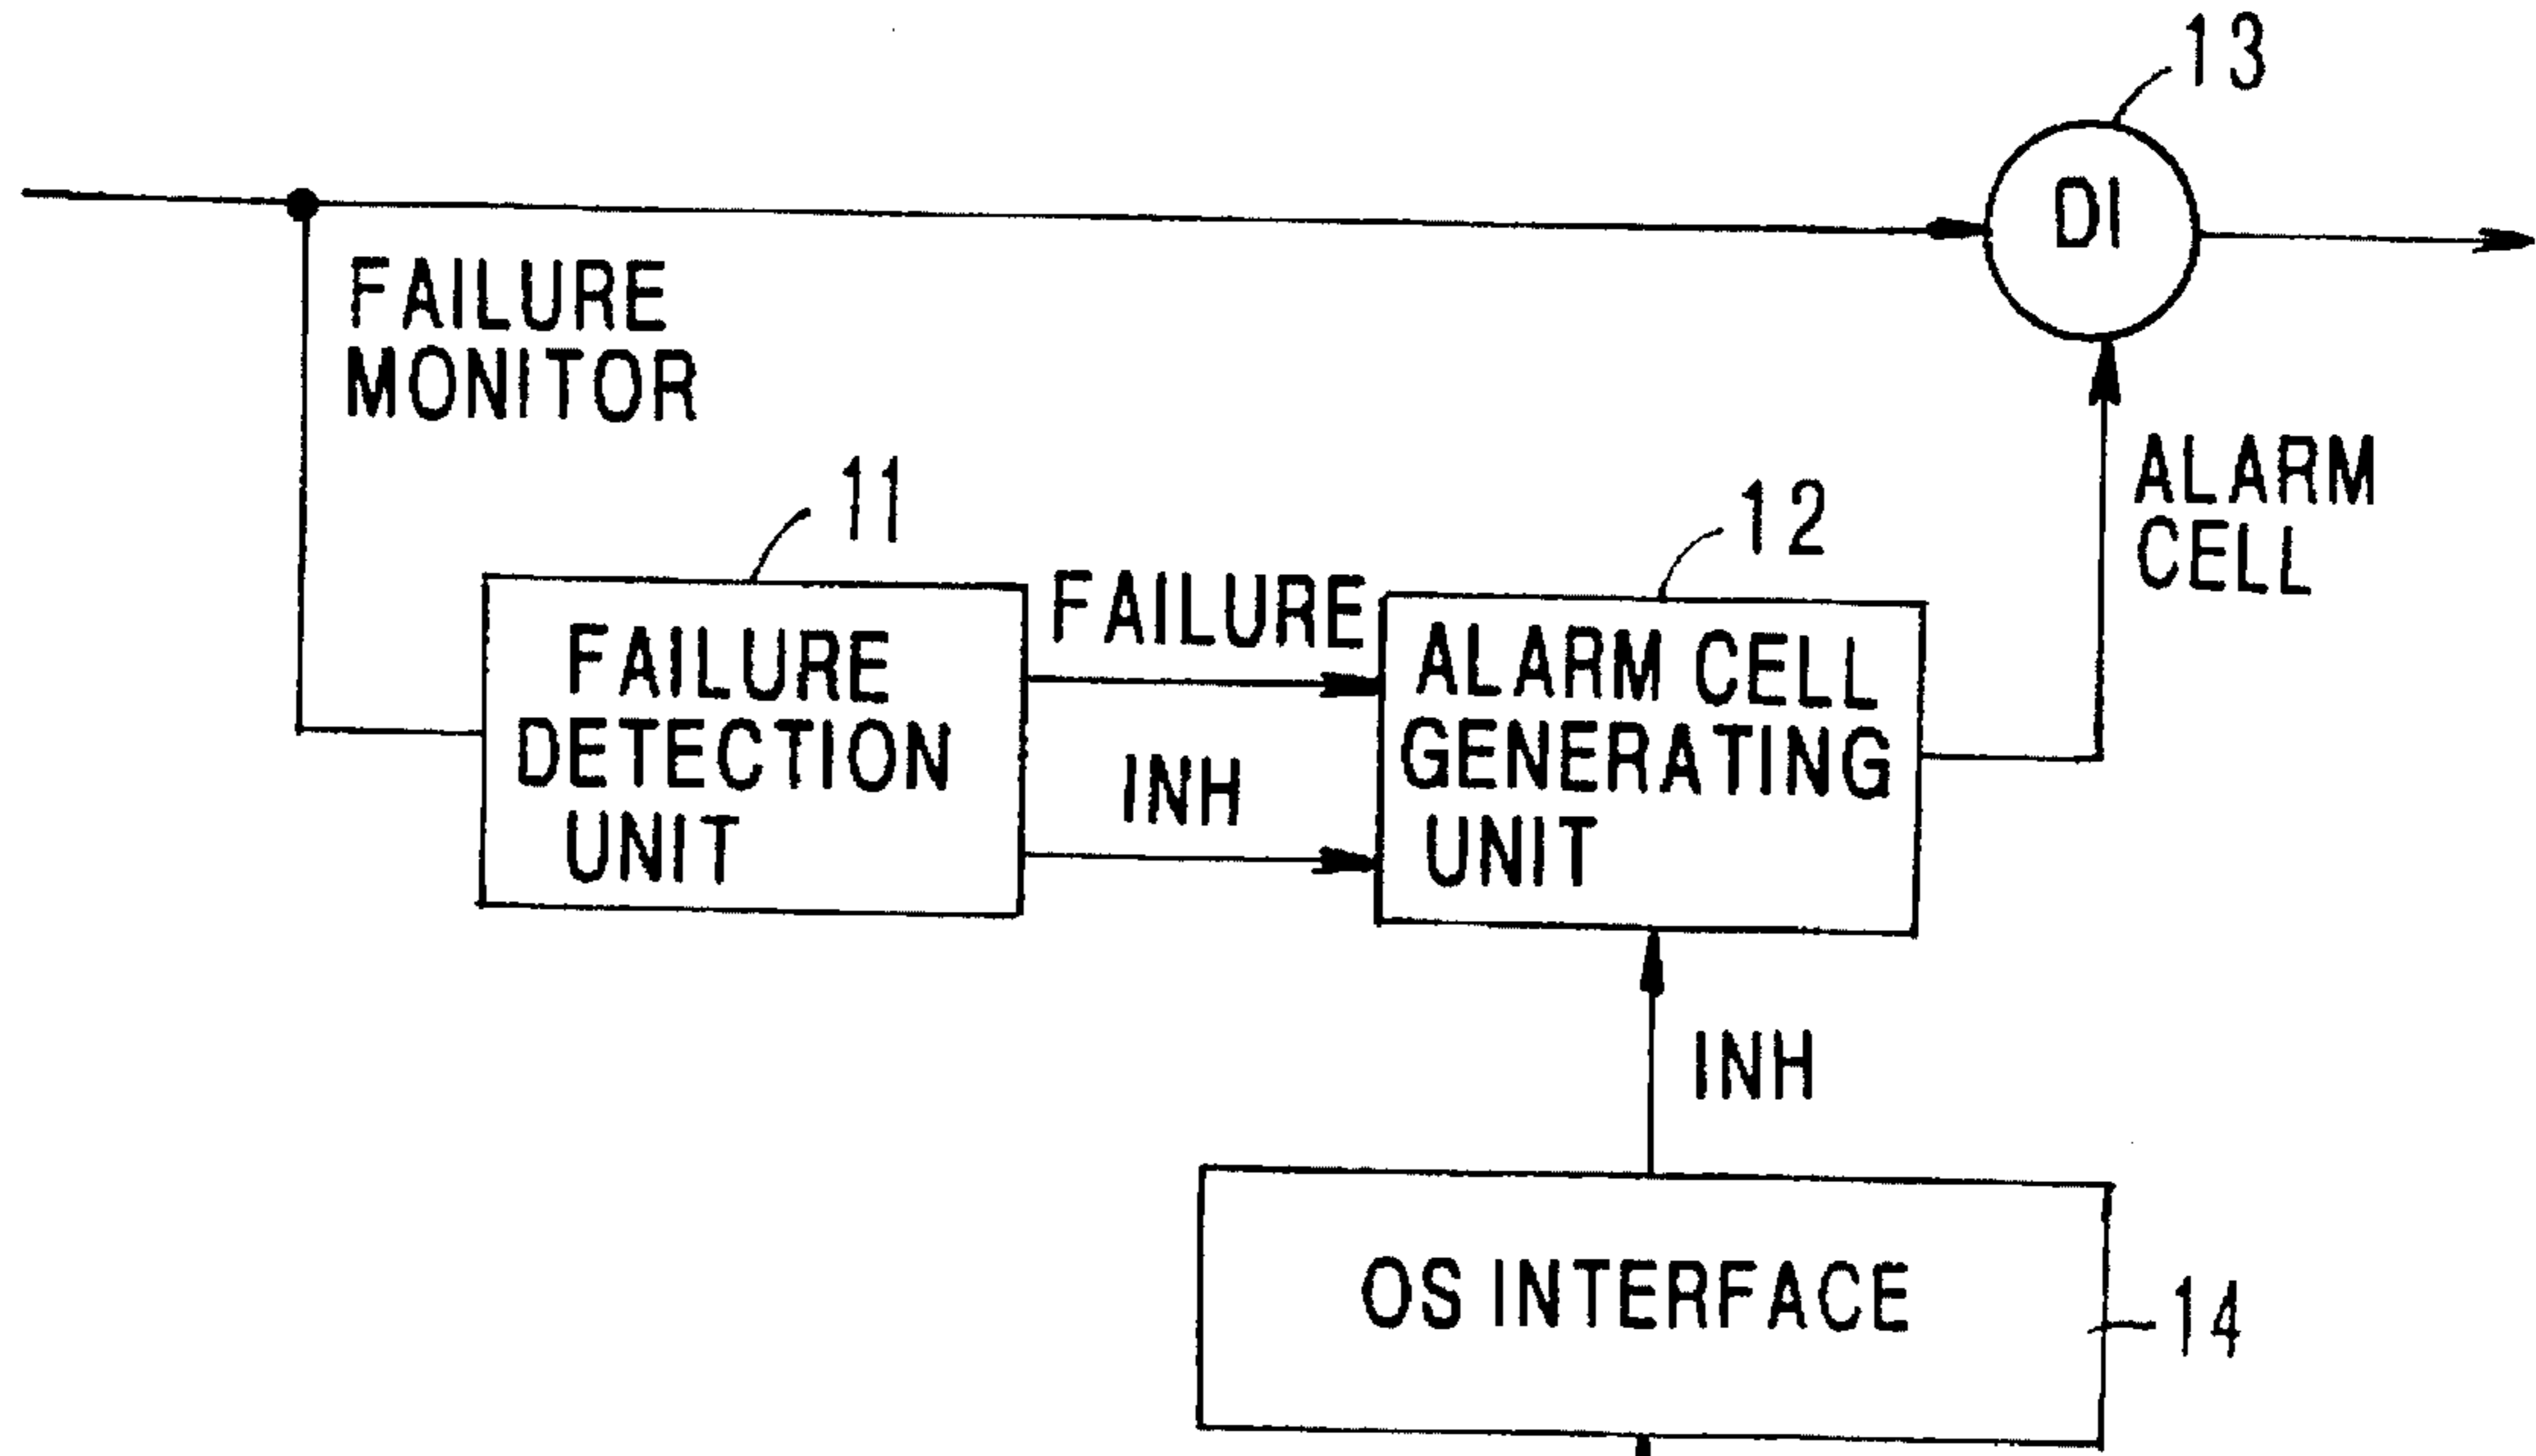 13
DI
FAILURE
MONITOR
ALARM
CELL
11
12
FAILURE
FAILURE
DETECTION
UNIT
INH
ALARM CELL
GENERATING
UNIT
INH
OS INTERFACE
14